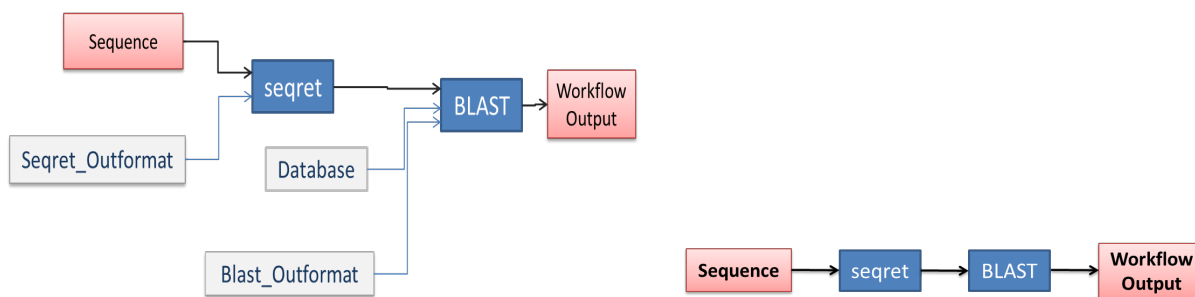 Sequence
seqret
Seqret_Outformat
BLAST
Workflow
Output
Database
Blast_Outformat
Sequence
seqret
BLAST
Workflow
Output